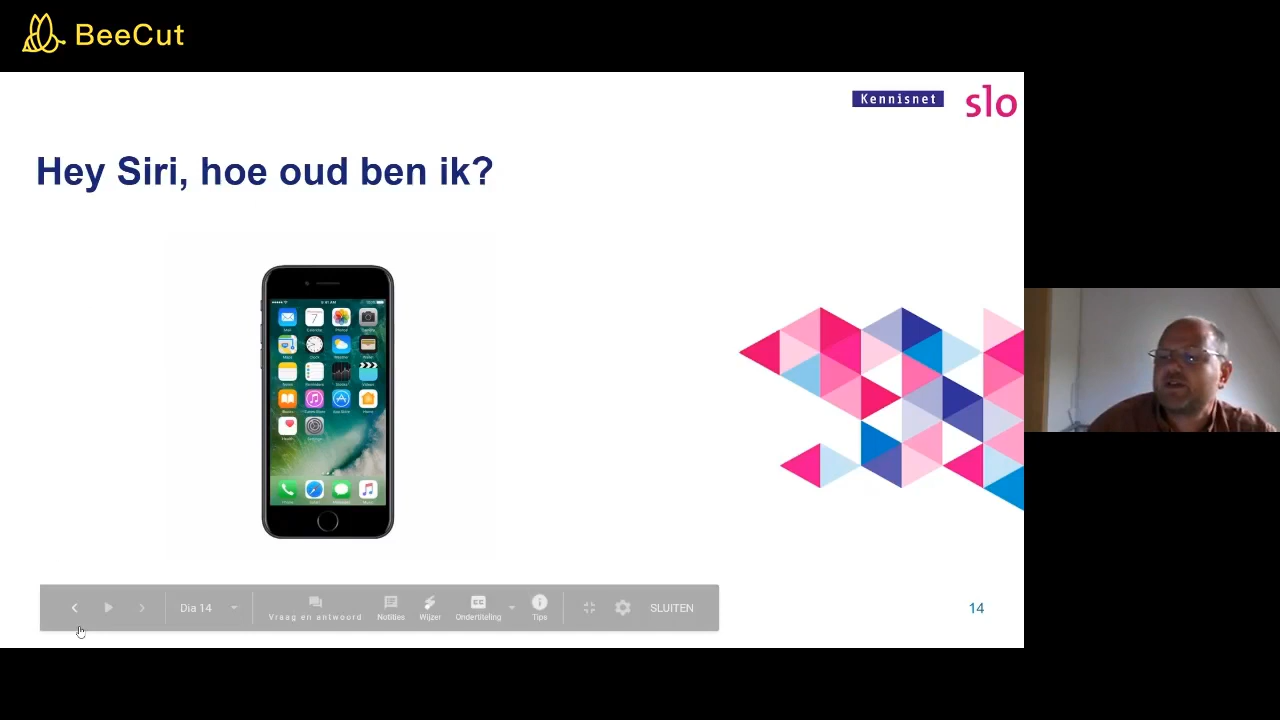 BeeCut
Kennisnet
slo
Hey Siri, hoe oud ben ik?
Dia 14
Vraag en antwoord
Notities
Wijzer
Ondertiteling
Tips
SLUITEN
14